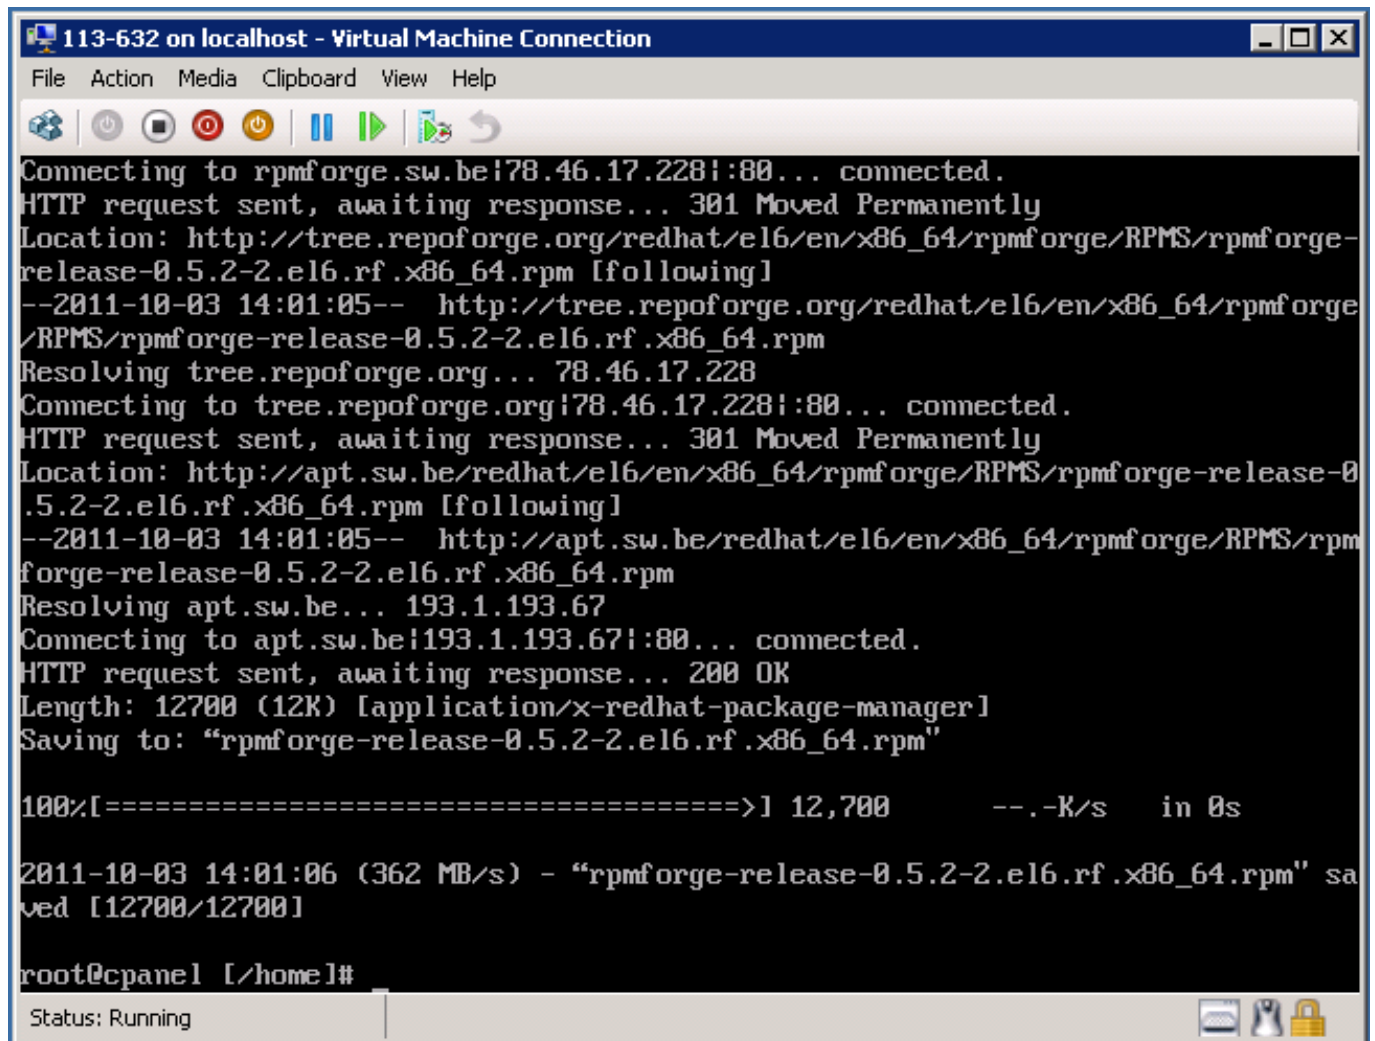 113-632 on localhost - Virtual Machine Connection
File Action Media Clipboard View Help
Connecting to rpmforge.sw.be|78.46.17.228|:80... connected.
HTTP request sent, awaiting response... 301 Moved Permanently
Location: http://tree.repoforge.org/redhat/el6/en/x86_64/rpmforge/RPMS/rpmforge-
release-0.5.2-2.el6.rf.x86_64.rpm [following]
--2011-10-03 14:01:05--  http://tree.repoforge.org/redhat/el6/en/x86_64/rpmforge
/RPMS/rpmforge-release-0.5.2-2.el6.rf.x86_64.rpm
Resolving tree.repoforge.org... 78.46.17.228
Connecting to tree.repoforge.org|78.46.17.228|:80... connected.
HTTP request sent, awaiting response... 301 Moved Permanently
Location: http://apt.sw.be/redhat/el6/en/x86_64/rpmforge/RPMS/rpmforge-release-0
.5.2-2.el6.rf.x86_64.rpm [following]
--2011-10-03 14:01:05--  http://apt.sw.be/redhat/el6/en/x86_64/rpmforge/RPMS/rpm
forge-release-0.5.2-2.el6.rf.x86_64.rpm
Resolving apt.sw.be... 193.1.193.67
Connecting to apt.sw.be|193.1.193.67|:80... connected.
HTTP request sent, awaiting response... 200 OK
Length: 12700 (12K) [application/x-redhat-package-manager]
Saving to: “rpmforge-release-0.5.2-2.el6.rf.x86_64.rpm”
100%[======================================>] 12,700      --.-K/s   in 0s
2011-10-03 14:01:06 (362 MB/s) - “rpmforge-release-0.5.2-2.el6.rf.x86_64.rpm” sa
ved [12700/12700]
root@cpanel [/home]# _
Status: Running